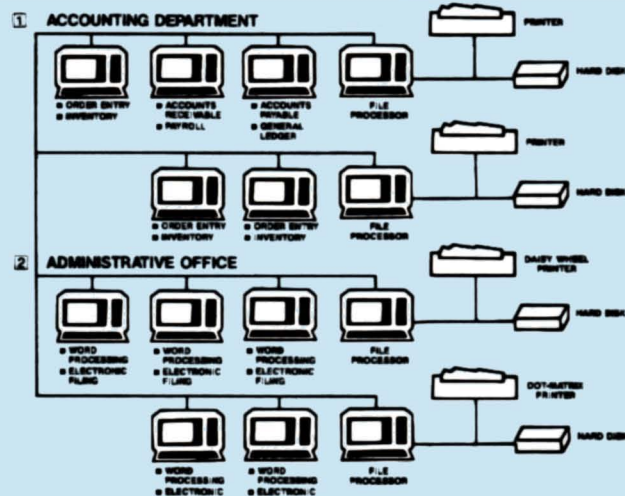 1 ACCOUNTING DEPARTMENT
PRINTER
HARD DISK
ORDER ENTRY
INVENTORY
ACCOUNTS
RECEIVABLE
PAYROLL
ACCOUNTS
PAYABLE
GENERAL
LEDGER
FILE
PROCESSOR
PRINTER
HARD DISK
ORDER ENTRY
INVENTORY
ORDER ENTRY
INVENTORY
FILE
PROCESSOR
2 ADMINISTRATIVE OFFICE
DAISY WHEEL
PRINTER
HARD DISK
WORD
PROCESSING
ELECTRONIC
FILING
WORD
PROCESSING
ELECTRONIC
FILING
WORD
PROCESSING
ELECTRONIC
FILING
FILE
PROCESSOR
DOT-MATRIX
PRINTER
HARD DISK
WORD
PROCESSING
ELECTRONIC
WORD
PROCESSING
ELECTRONIC
FILE
PROCESSOR